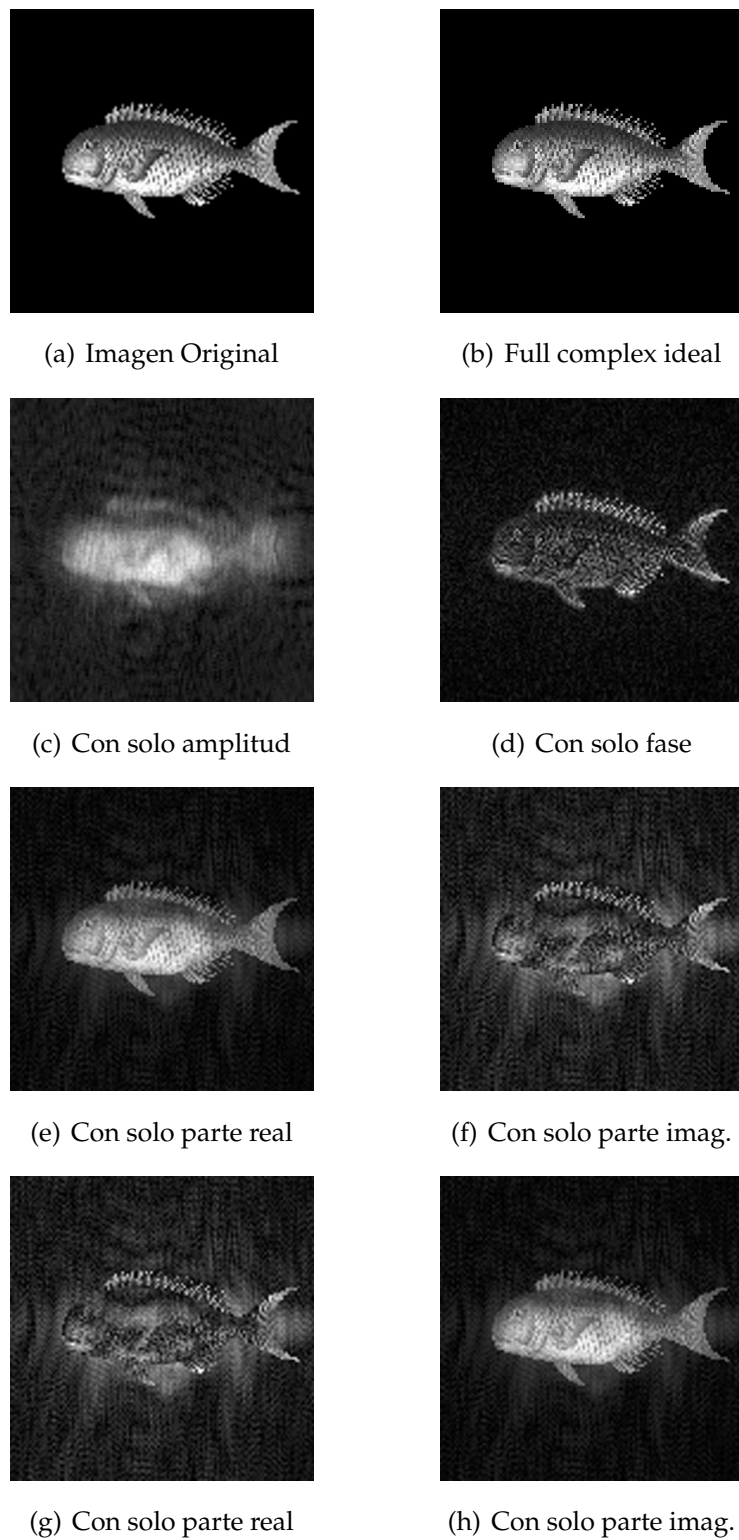 (a) Imagen Original
(b) Full complex ideal
(c) Con solo amplitud
(d) Con solo fase
(e) Con solo parte real
(f) Con solo parte imag.
(g) Con solo parte real
(h) Con solo parte imag.